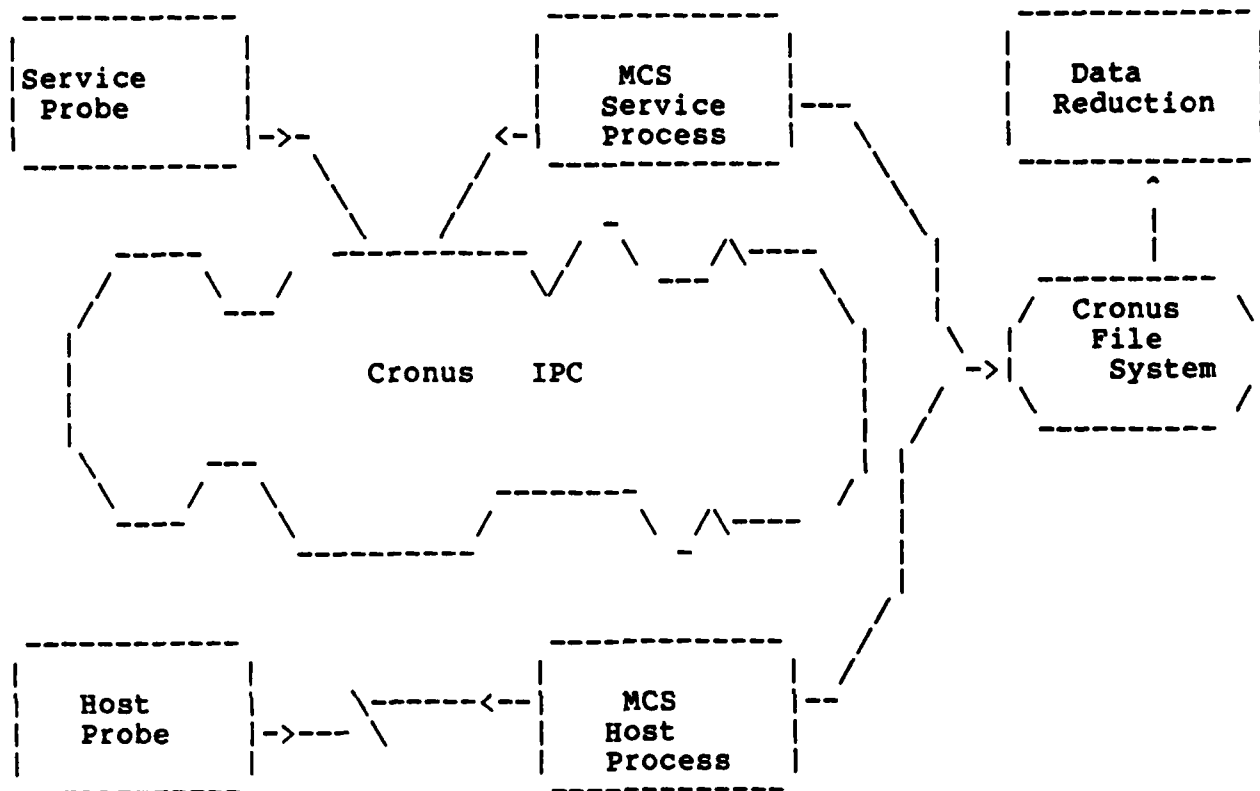 Service
Probe
MCS
Service
Process
Data
Reduction
Cronus IPC
Cronus
File
System
Host
Probe
MCS
Host
Process